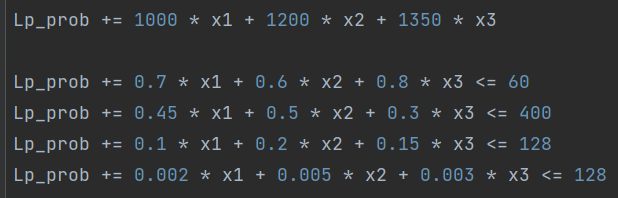 Lp_prob += 1000 * x1 + 1200 * x2 + 1350 * x3
Lp_prob += 0.7 * x1 + 0.6 * x2 + 0.8 * x3 <= 60
Lp_prob += 0.45 * x1 + 0.5 * x2 + 0.3 * x3 <= 400
Lp_prob += 0.1 * x1 + 0.2 * x2 + 0.15 * x3 <= 128
Lp_prob += 0.002 * x1 + 0.005 * x2 + 0.003 * x3 <= 128